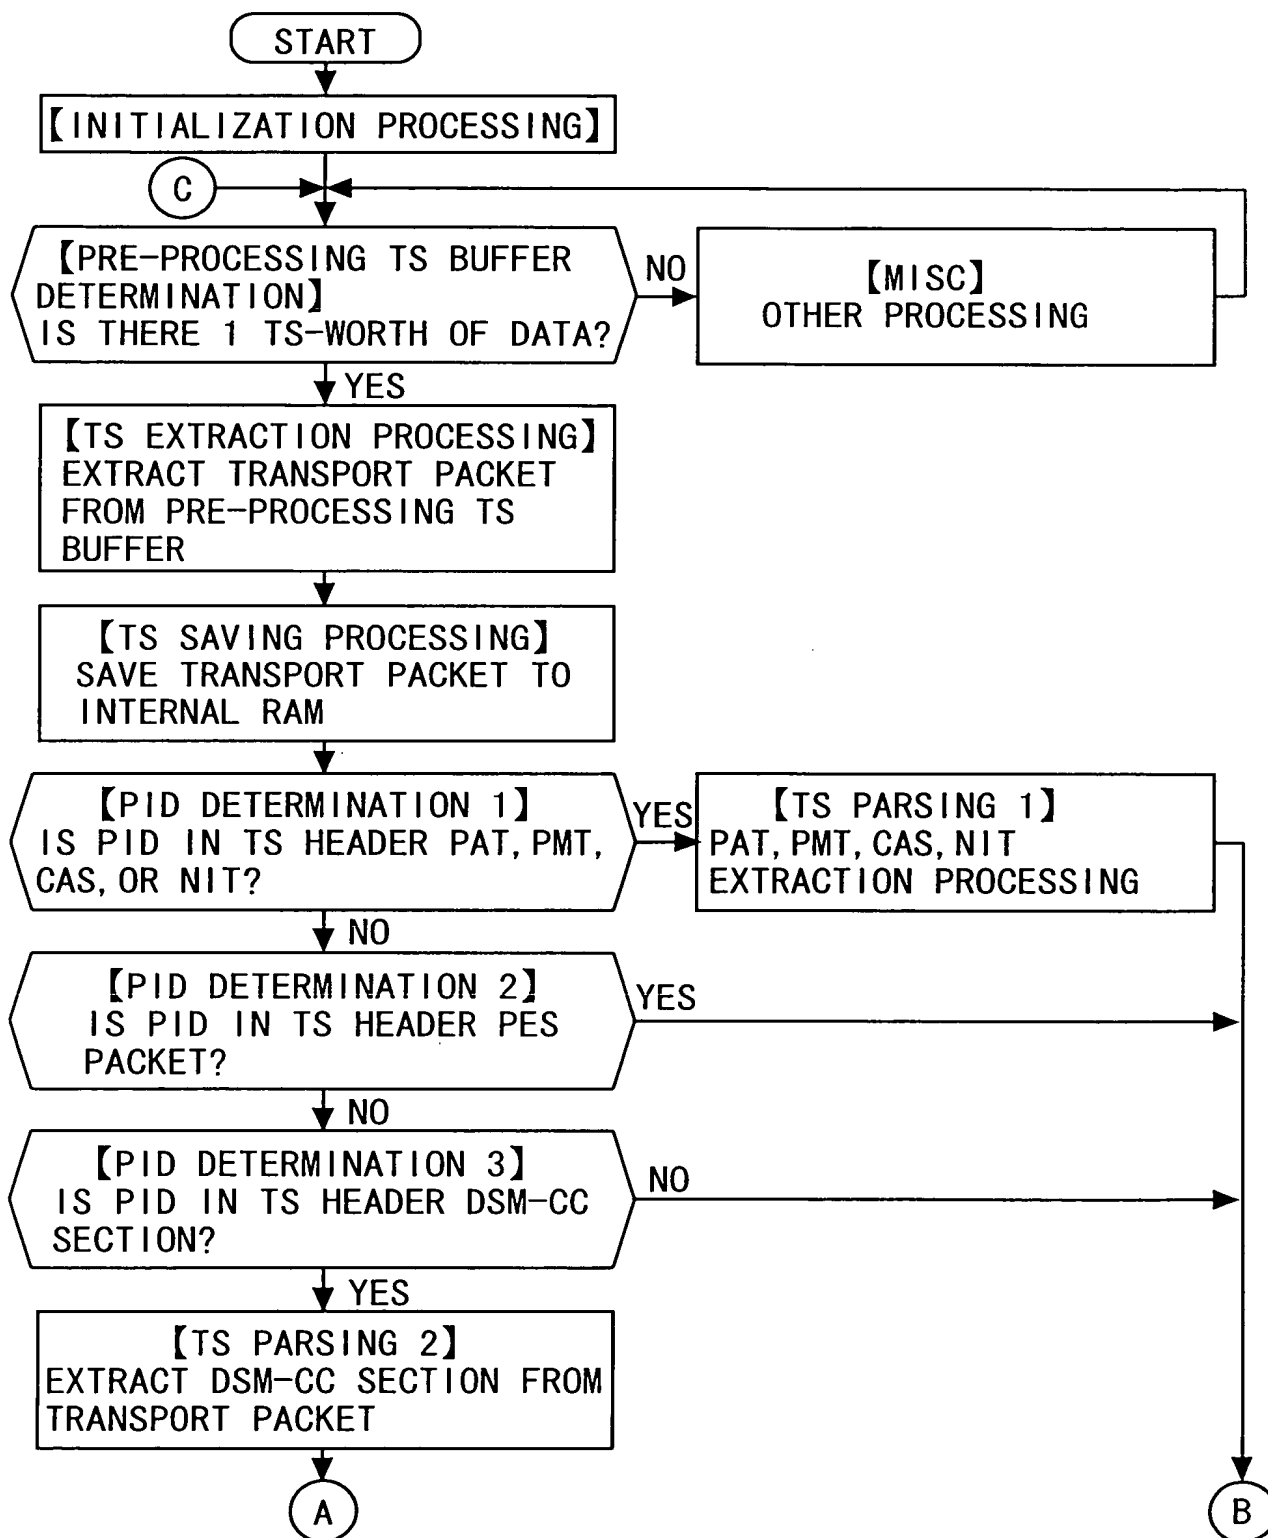 START
【INITIALIZATION PROCESSING】
C
【PRE-PROCESSING TS BUFFER
DETERMINATION】
IS THERE 1 TS-WORTH OF DATA?
NO
【MISC】
OTHER PROCESSING
YES
【TS EXTRACTION PROCESSING】
EXTRACT TRANSPORT PACKET
FROM PRE-PROCESSING TS
BUFFER
【TS SAVING PROCESSING】
SAVE TRANSPORT PACKET TO
INTERNAL RAM
【PID DETERMINATION 1】
IS PID IN TS HEADER PAT, PMT,
CAS, OR NIT?
YES
【TS PARSING 1】
PAT, PMT, CAS, NIT
EXTRACTION PROCESSING
NO
【PID DETERMINATION 2】
IS PID IN TS HEADER PES
PACKET?
YES
NO
【PID DETERMINATION 3】
IS PID IN TS HEADER DSM-CC
SECTION?
NO
YES
【TS PARSING 2】
EXTRACT DSM-CC SECTION FROM
TRANSPORT PACKET
A
B